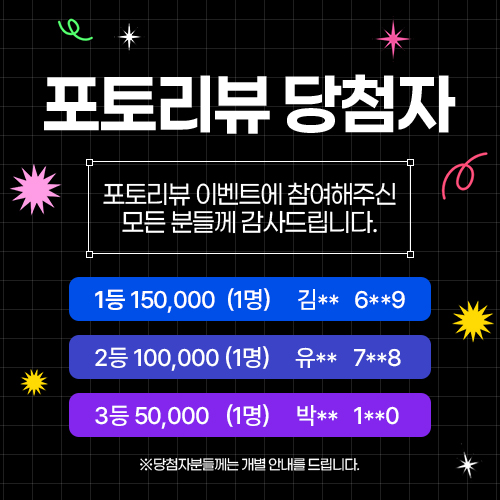 포토리뷰 당첨자
포토리뷰 이벤트에 참여해주신
모든 분들께 감사드립니다.
1등 150,000 (1명) 김** 6**9
2등 100,000 (1명) 유** 7**8
3등 50,000 (1명) 박** 1**0
※당첨자분들께는 개별 안내를 드립니다.